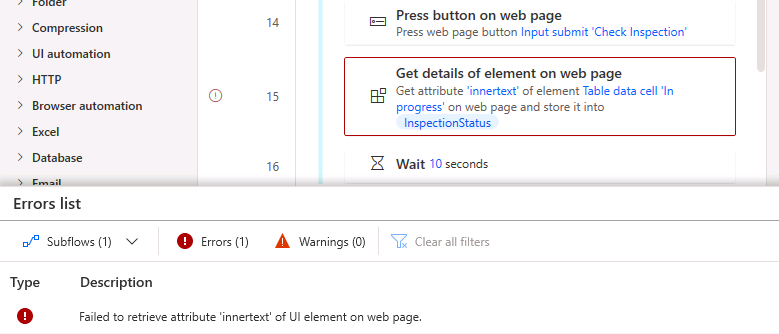 Folder
Compression
UI automation
HTTP
Browser automation
Excel
Database
Email
14
Press button on web page
Press web page button Input submit 'Check Inspection'
15
Get details of element on web page
Get attribute 'innertext' of element Table data cell 'In
progress' on web page and store it into
InspectionStatus
16
Wait 10 seconds
Errors list
Subflows (1)
Errors (1)
Warnings (0)
Clear all filters
Type
Description
Failed to retrieve attribute 'innertext' of UI element on web page.